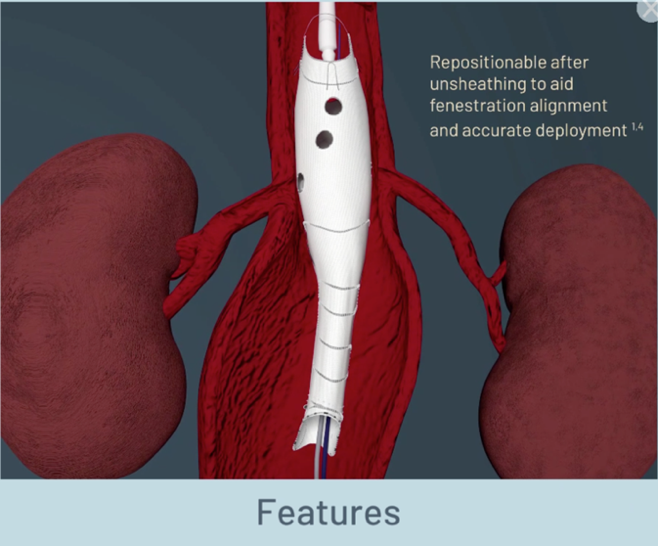 Repositionable after
unsheathing to aid
fenestration alignment
and accurate deployment 1,4
Features